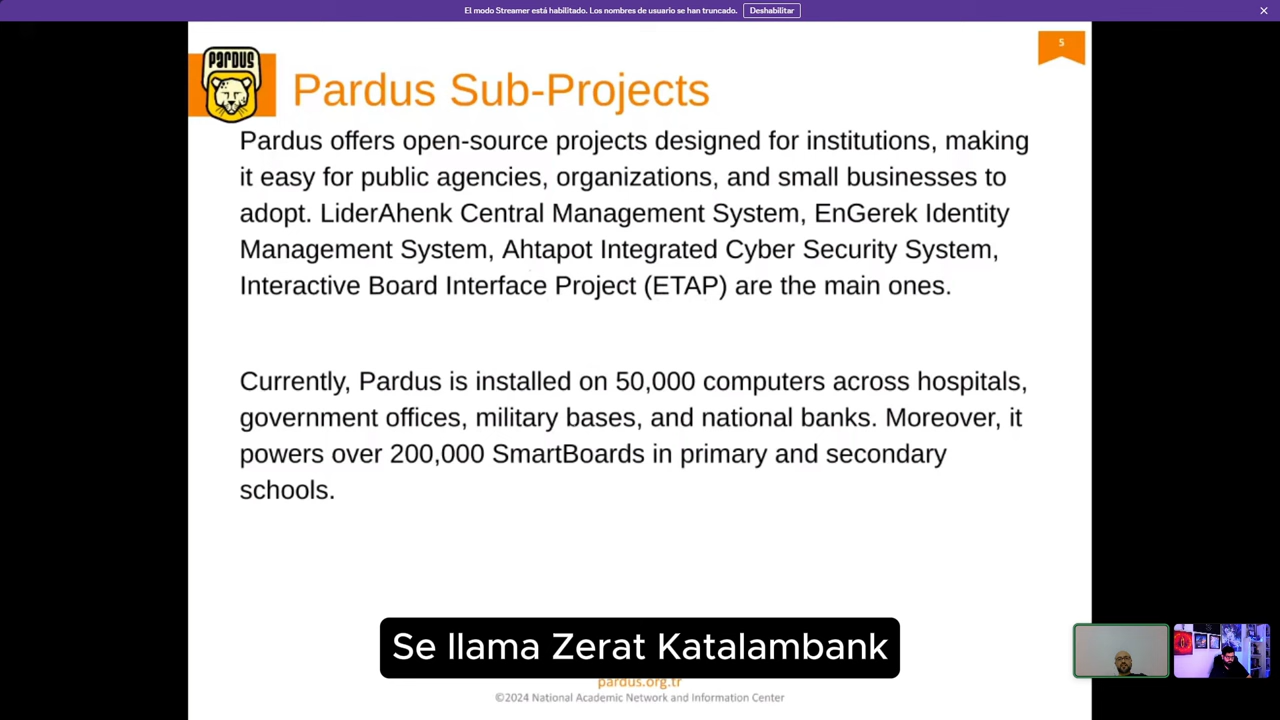 El modo Streamer está habilitado. Los nombres de usuario se han truncado. Deshabilitar
5
PARDUS
Pardus Sub-Projects
Pardus offers open-source projects designed for institutions, making
it easy for public agencies, organizations, and small businesses to
adopt. LiderAhenk Central Management System, EnGerek Identity
Management System, Ahtapot Integrated Cyber Security System,
Interactive Board Interface Project (ETAP) are the main ones.
Currently, Pardus is installed on 50,000 computers across hospitals,
government offices, military bases, and national banks. Moreover, it
powers over 200,000 SmartBoards in primary and secondary
schools.
Se llama Zerat Katalambank
pardus.org.tr
©2024 National Academic Network and Information Center